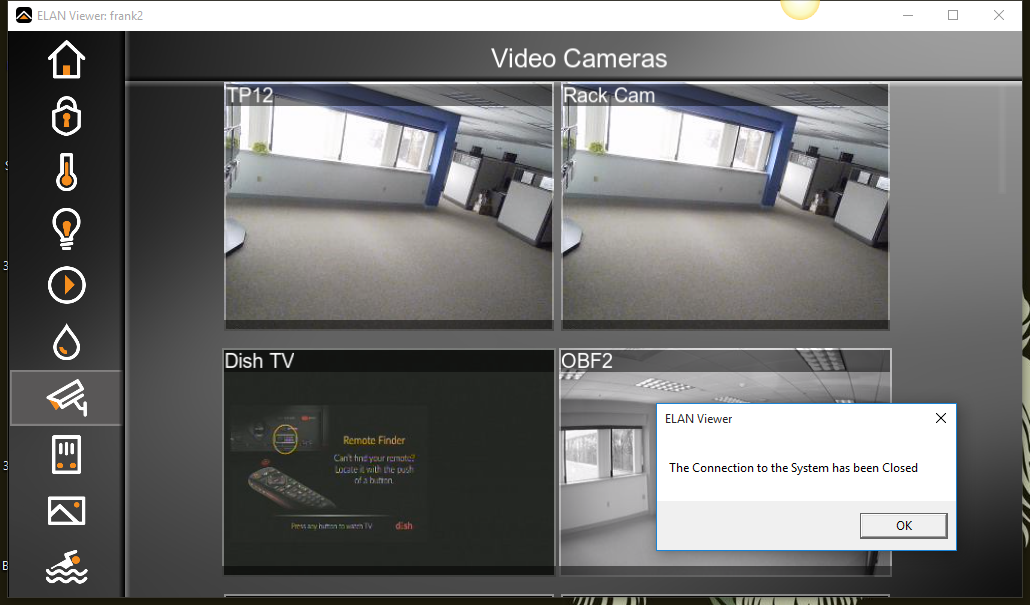 ELAN Viewer: frank2
Video Cameras
TP12
Rack Cam
Dish TV
OBF2
Remote Finder
Can't find your remote?
Locate it with the push
of a button.
Press any button to watch TV
dish
ELAN Viewer
The Connection to the System has been Closed
OK